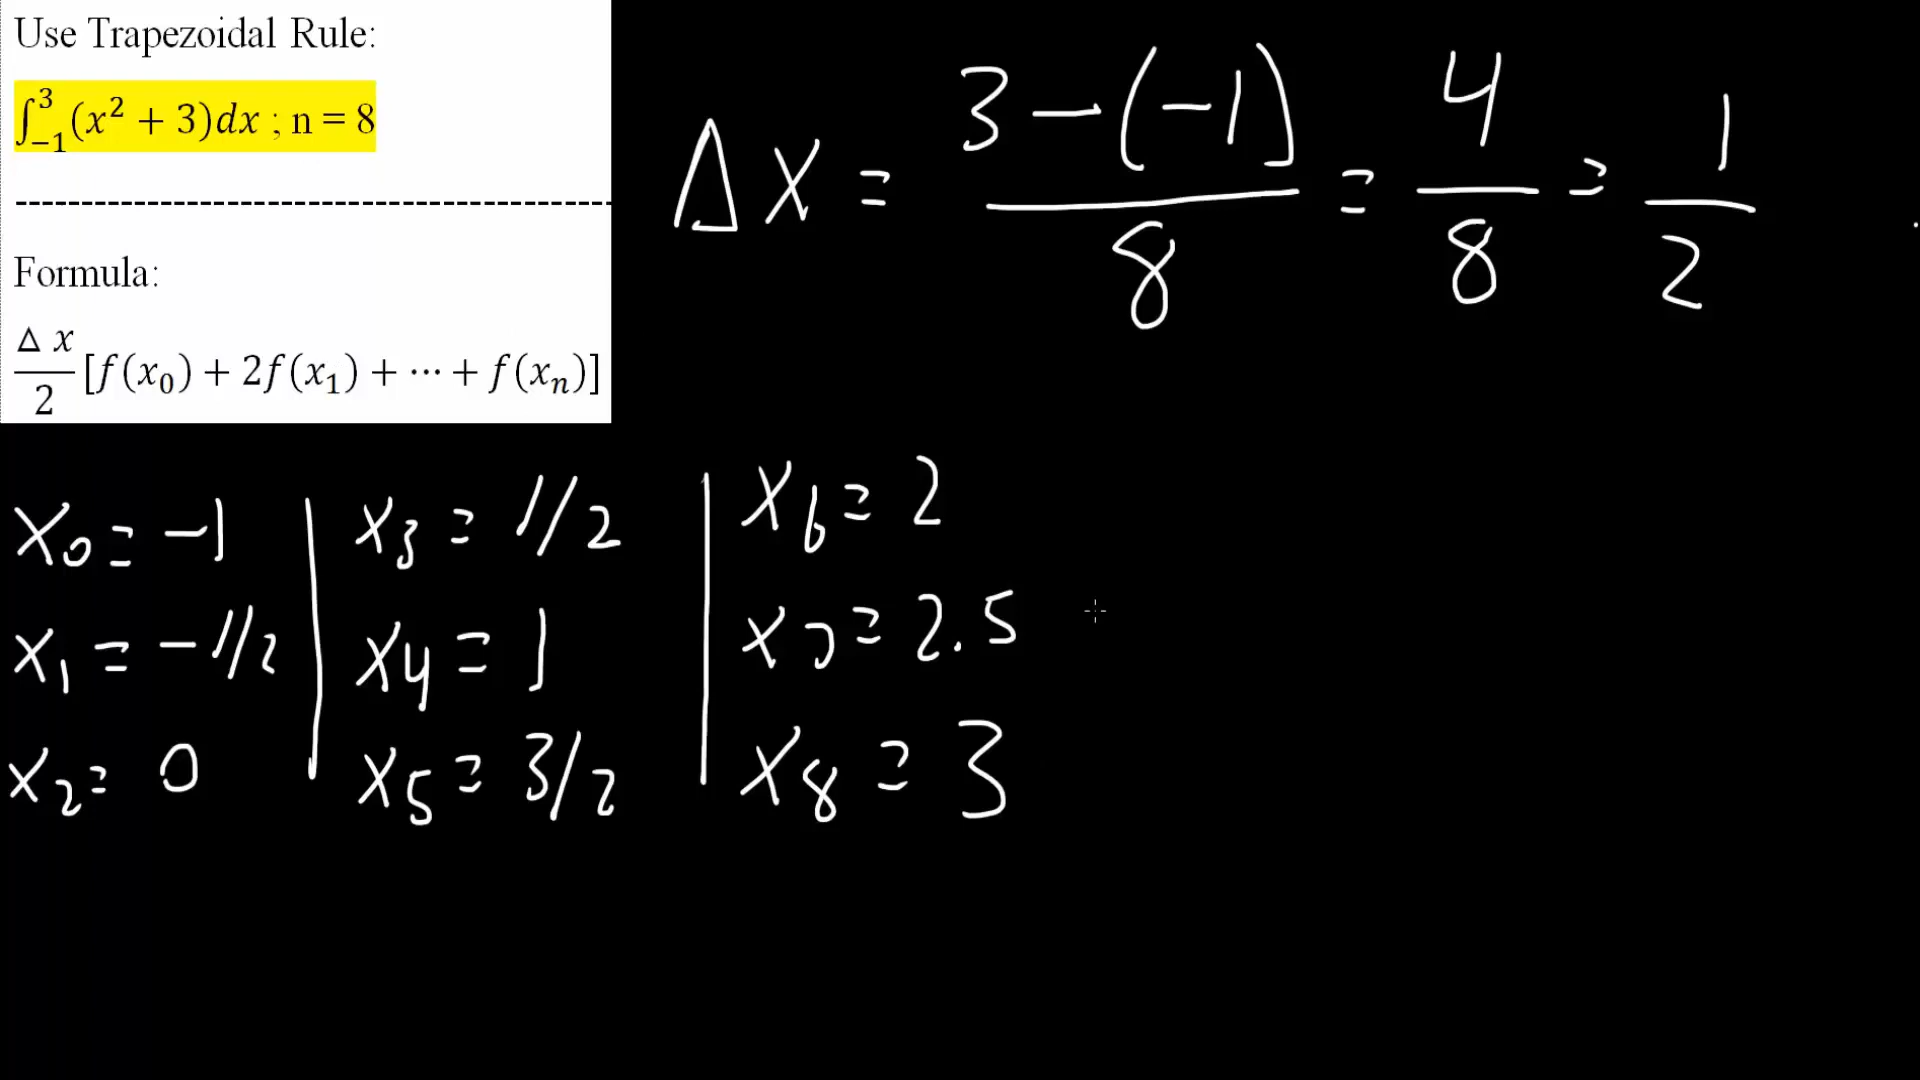 Use Trapezoidal Rule:
∫₋₁³(x² + 3)dx ; n = 8
Formula:
Δx/2 [f(x₀) + 2f(x₁) + ⋯ + f(xₙ)]
Δx = (3-(-1))/8 = 4/8 = 1/2
x₀ = -1
x₁ = -1/2
x₂ = 0
x₃ = 1/2
x₄ = 1
x₅ = 3/2
x₆ = 2
x₇ = 2.5
x₈ = 3